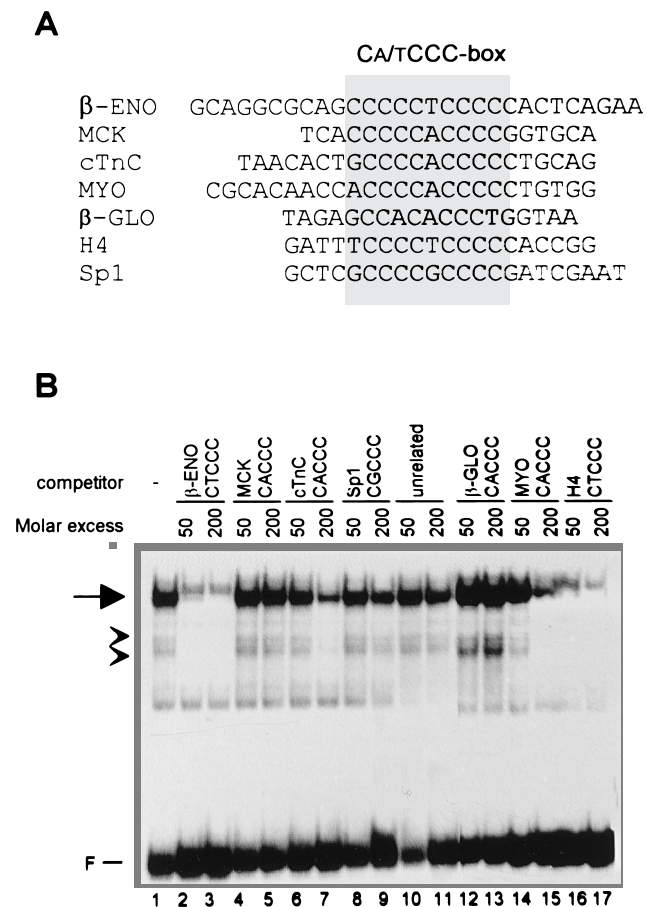 A
CA/TCCC-box
β-ENO GCAGGCGCAGCCCCCTCCCCCACTCAGAA
MCK TCACCCCCACCCCGGTGCA
cTnC TAACACTGCCCCACCCCCTGCAG
MYO CGCACAACCACCCCACCCCCTGTGG
β-GLO TAGAGCCACACCCTGGTAA
H4 GATTTCCCCTCCCCCACCGG
Sp1 GCTCGCCCCGCCCCGATCGAAT
B
competitor - β-ENO CTCCC MCK CACCC cTnC CACCC Sp1 CGCCC unrelated β-GLO CACCC MYO CACCC H4 CTCCC
Molar excess 50 200 50 200 50 200 50 200 50 200 50 200 50 200 50 200
F
1 2 3 4 5 6 7 8 9 10 11 12 13 14 15 16 17